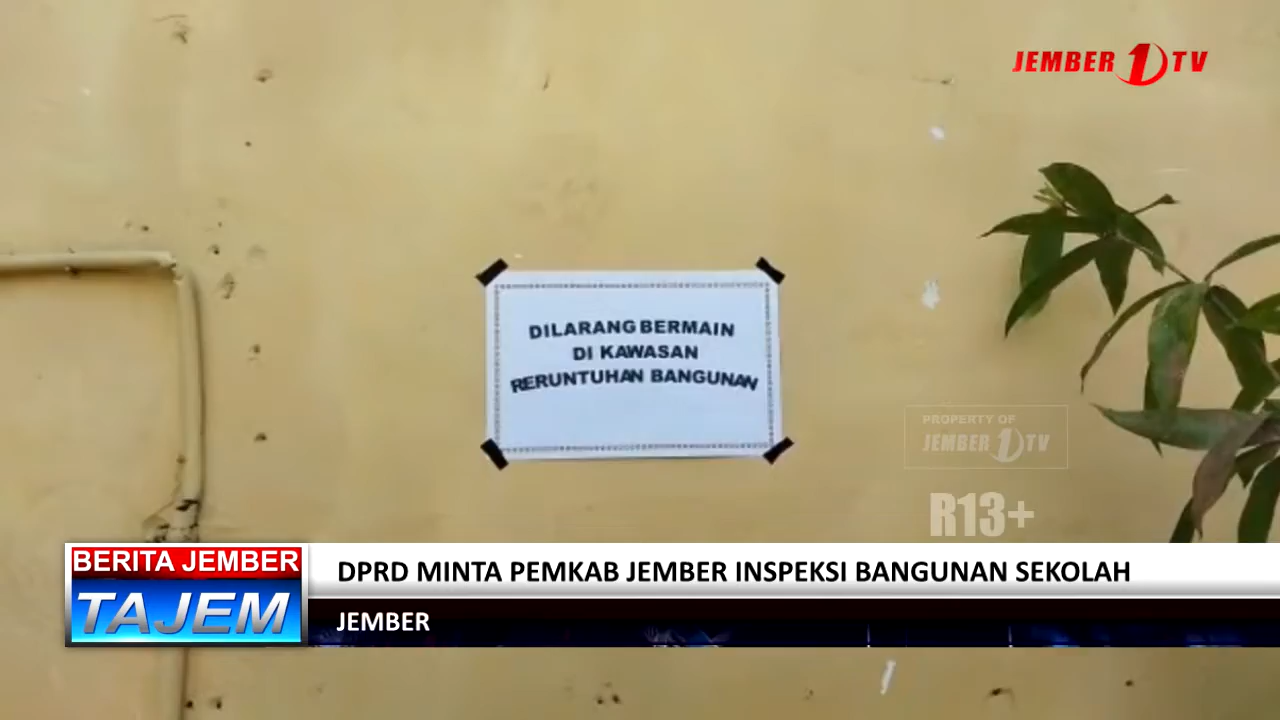 JEMBER 1 TV
DILARANG BERMAIN
DI KAWASAN
RERUNTUHAN BANGUNAN
PROPERTY OF
JEMBER 1 TV
R13+
BERITA JEMBER
TAJEM
DPRD MINTA PEMKAB JEMBER INSPEKSI BANGUNAN SEKOLAH
JEMBER